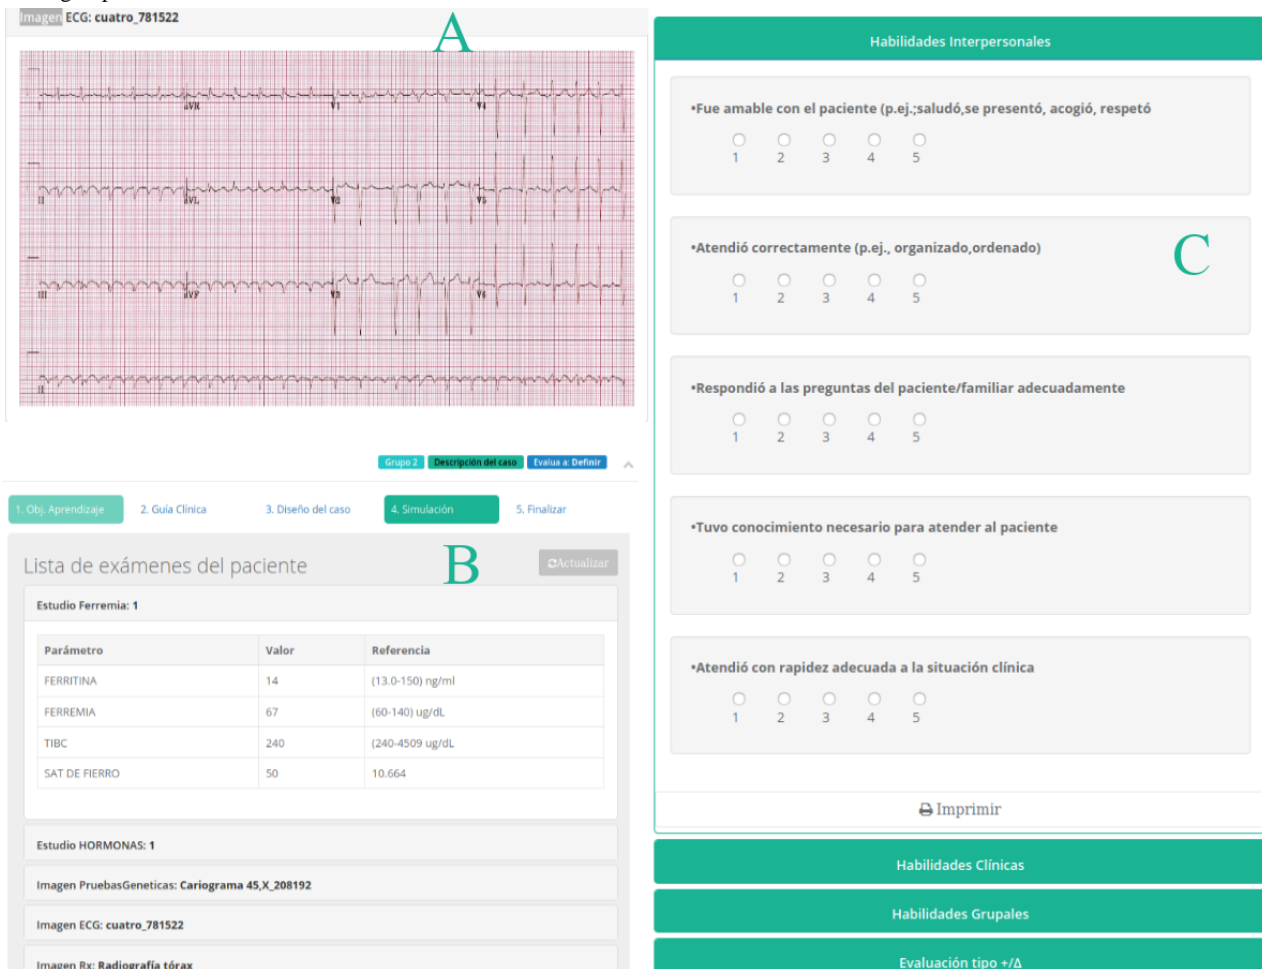 Imagen ECG: cuatro_781522
A
I aVR V1 V4
II aVL V2 V5
III aVF V3 V6
II
Grupo 2 Descripción del caso Evalua a: Definir
1. Obj. Aprendizaje 2. Guía Clínica 3. Diseño del caso 4. Simulación 5. Finalizar
Lista de exámenes del paciente
B
Actualizar
Estudio Ferremia: 1
Parámetro Valor Referencia
FERRITINA 14 (13.0-150) ng/ml
FERREMIA 67 (60-140) ug/dL
TIBC 240 (240-4509 ug/dL
SAT DE FIERRO 50 10.664
Estudio HORMONAS: 1
Imagen PruebasGeneticas: Cariograma 45,X_208192
Imagen ECG: cuatro_781522
Imagen Rx: Radiografía tórax
Habilidades Interpersonales
•Fue amable con el paciente (p.ej.;saludó,se presentó, acogió, respetó
1 2 3 4 5
•Atendió correctamente (p.ej., organizado,ordenado)
1 2 3 4 5
C
•Respondió a las preguntas del paciente/familiar adecuadamente
1 2 3 4 5
•Tuvo conocimiento necesario para atender al paciente
1 2 3 4 5
•Atendió con rapidez adecuada a la situación clínica
1 2 3 4 5
Imprimir
Habilidades Clínicas
Habilidades Grupales
Evaluación tipo +/Δ